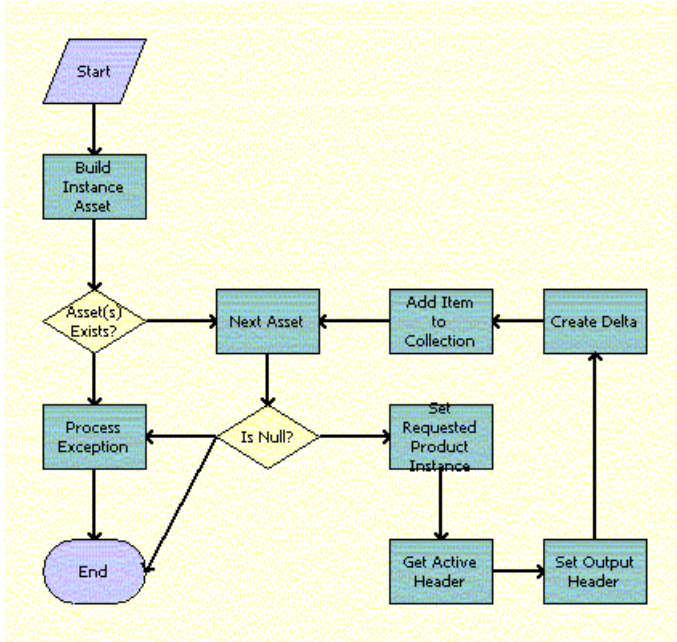 Start
Build
Instance
Asset
Asset(s)
Exists?
Next Asset
Add Item
to
Collection
Create Delta
Process
Exception
Is Null?
Set
Requested
Product
Instance
End
Get Active
Header
Set Output
Header